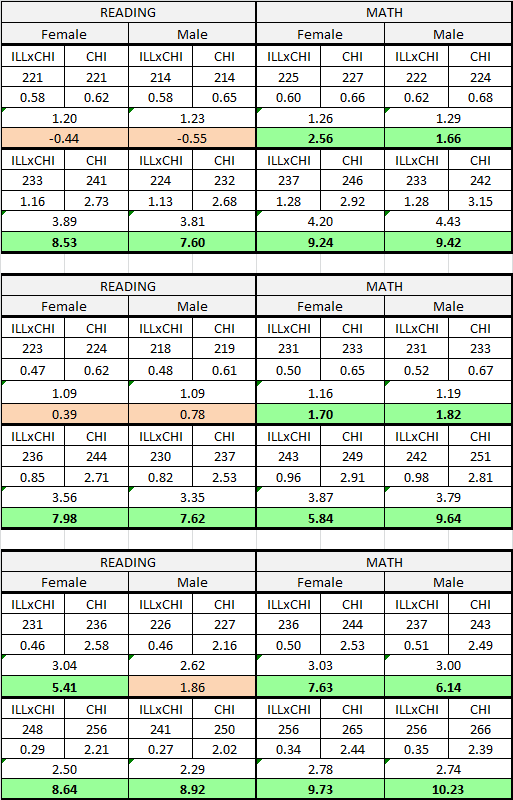 READING MATH
Female Male Female Male
ILLxCHI CHI ILLxCHI CHI ILLxCHI CHI ILLxCHI CHI
221 221 214 214 225 227 222 224
0.58 0.62 0.58 0.65 0.60 0.66 0.62 0.68
1.20 1.23 1.26 1.29
-0.44 -0.55 2.56 1.66
ILLxCHI CHI ILLxCHI CHI ILLxCHI CHI ILLxCHI CHI
233 241 224 232 237 246 233 242
1.16 2.73 1.13 2.68 1.28 2.92 1.28 3.15
3.89 3.81 4.20 4.43
8.53 7.60 9.24 9.42
READING MATH
Female Male Female Male
ILLxCHI CHI ILLxCHI CHI ILLxCHI CHI ILLxCHI CHI
223 224 218 219 231 233 231 233
0.47 0.62 0.48 0.61 0.50 0.65 0.52 0.67
1.09 1.09 1.16 1.19
0.39 0.78 1.70 1.82
ILLxCHI CHI ILLxCHI CHI ILLxCHI CHI ILLxCHI CHI
236 244 230 237 243 249 242 251
0.85 2.71 0.82 2.53 0.96 2.91 0.98 2.81
3.56 3.35 3.87 3.79
7.98 7.62 5.84 9.64
READING MATH
Female Male Female Male
ILLxCHI CHI ILLxCHI CHI ILLxCHI CHI ILLxCHI CHI
231 236 226 227 236 244 237 243
0.46 2.58 0.46 2.16 0.50 2.53 0.51 2.49
3.04 2.62 3.03 3.00
5.41 1.86 7.63 6.14
ILLxCHI CHI ILLxCHI CHI ILLxCHI CHI ILLxCHI CHI
248 256 241 250 256 265 256 266
0.29 2.21 0.27 2.02 0.34 2.44 0.35 2.39
2.50 2.29 2.78 2.74
8.64 8.92 9.73 10.23